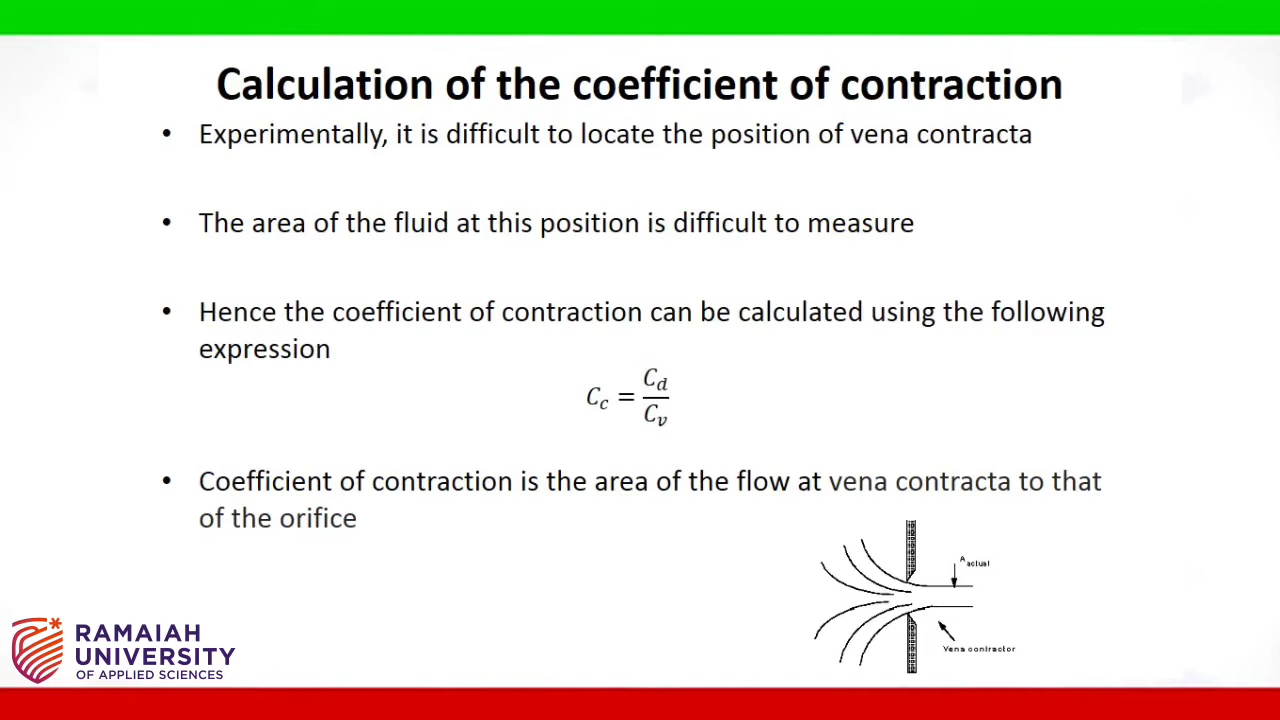 Calculation of the coefficient of contraction
• Experimentally, it is difficult to locate the position of vena contracta
• The area of the fluid at this position is difficult to measure
• Hence the coefficient of contraction can be calculated using the following
expression
C_c = C_d / C_v
• Coefficient of contraction is the area of the flow at vena contracta to that
of the orifice
A actual
Vena contractor
RAMAIAH
UNIVERSITY
OF APPLIED SCIENCES